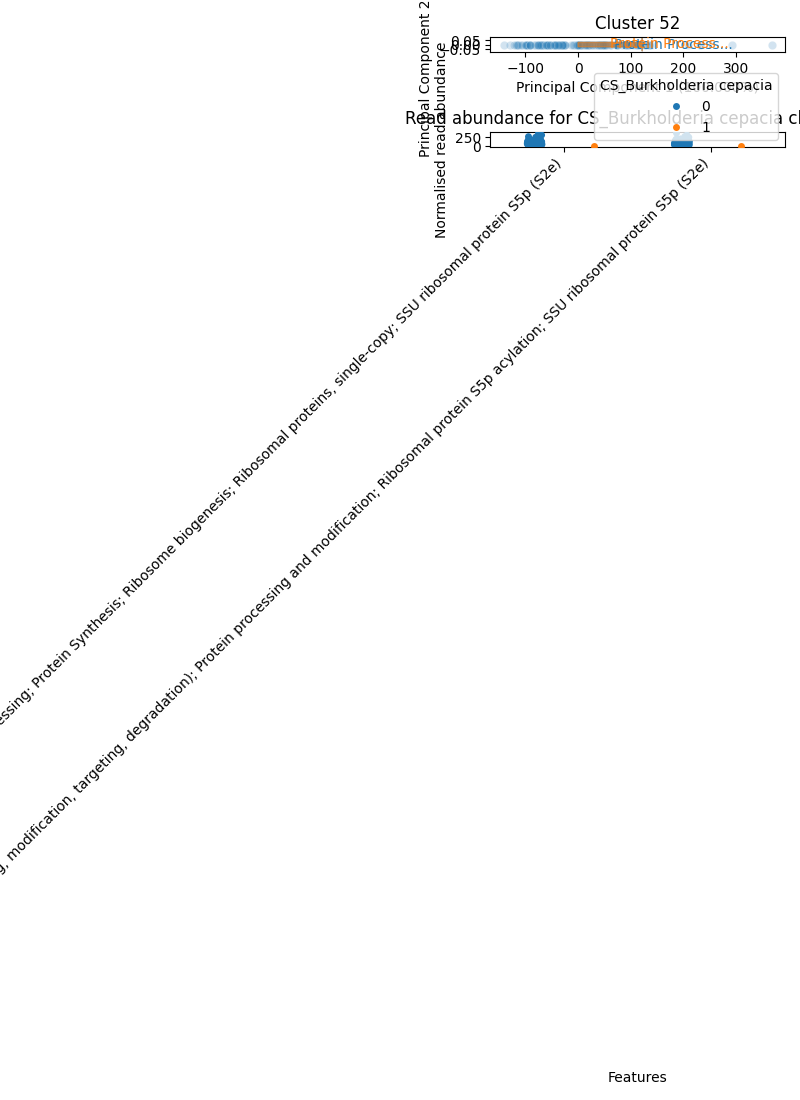 Cluster 52
Principal Component 2
0.05
0.00
−0.05
Process...
−100
0
100
200
300
Principal
CS_Burkholderia cepacia
0
1
Read abundance for CS_Burkholderia cepacia cl
Normalised read abundance
250
0
essing; Protein Synthesis; Ribosome biogenesis; Ribosomal proteins, single-copy; SSU ribosomal protein S5p (S2e)
g, modification, targeting, degradation); Protein processing and modification; Ribosomal protein S5p acylation; SSU ribosomal protein S5p (S2e)
Features